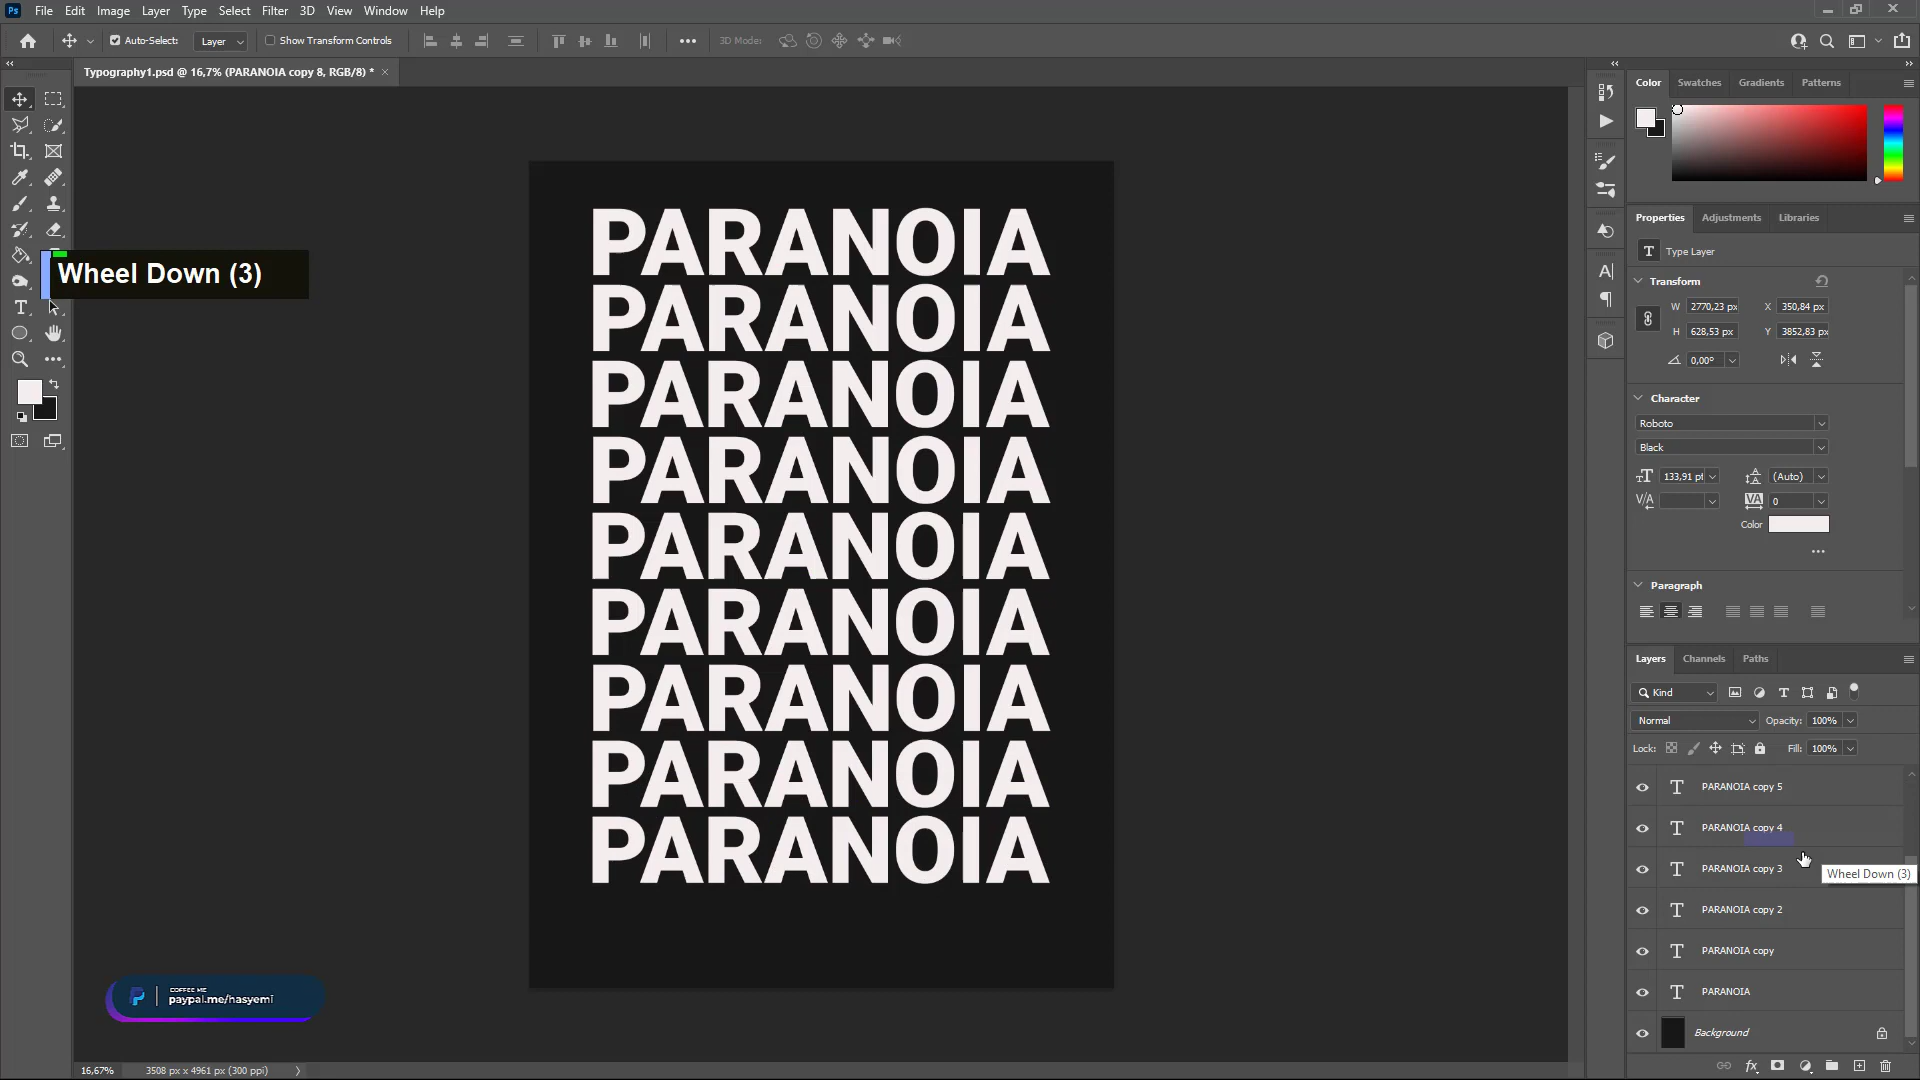 Ps File Edit Image Layer Type Select Filter 3D View Window Help
Auto-Select: Layer Show Transform Controls 3D Mode:
Typography1.psd @ 16,7% (PARANOIA copy 8, RGB/8) *
Wheel Down (3)
PARANOIA
PARANOIA
PARANOIA
PARANOIA
PARANOIA
PARANOIA
PARANOIA
PARANOIA
PARANOIA
COFFEE ME
paypal.me/hasyemi
16,67% 3508 px x 4961 px (300 ppi)
Color Swatches Gradients Patterns
Properties Adjustments Libraries
T Type Layer
Transform
W 2770,23 px X 350,84 px
H 628,53 px Y 3852,83 px
0,00°
Character
Roboto
Black
133,91 pt (Auto)
0
Color
Paragraph
Layers Channels Paths
Kind
Normal Opacity: 100%
Lock: Fill: 100%
PARANOIA copy 5
PARANOIA copy 4
PARANOIA copy 3
Wheel Down (3)
PARANOIA copy 2
PARANOIA copy
PARANOIA
Background
fx